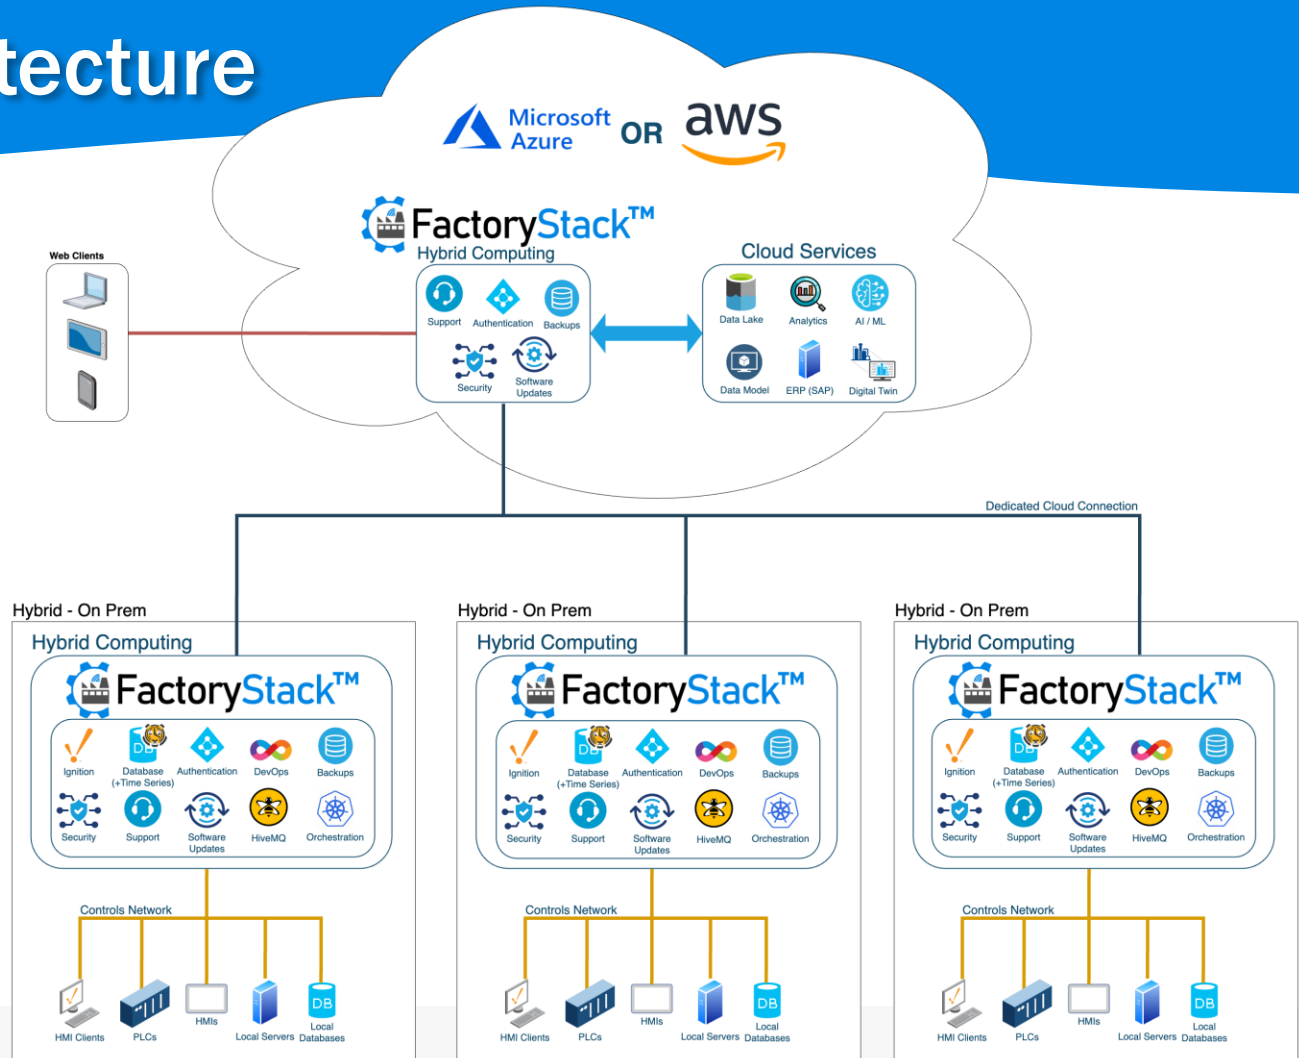 tecture
Microsoft
Azure
OR
aws
FactoryStack™
Hybrid Computing
Cloud Services
Web Clients
Support
Authentication
Backups
Security
Software
Updates
Data Lake
Analytics
AI / ML
Data Model
ERP (SAP)
Digital Twin
Dedicated Cloud Connection
Hybrid - On Prem
Hybrid Computing
FactoryStack™
DB
Ignition
Database
(+Time Series)
Authentication
DevOps
Backups
Security
Support
Software
Updates
HiveMQ
Orchestration
Controls Network
DB
HMI Clients
PLCs
HMIs
Local Servers
Local
Databases
Hybrid - On Prem
Hybrid Computing
FactoryStack™
DB
Ignition
Database
(+Time Series)
Authentication
DevOps
Backups
Security
Support
Software
Updates
HiveMQ
Orchestration
Controls Network
DB
HMI Clients
PLCs
HMIs
Local Servers
Local
Databases
Hybrid - On Prem
Hybrid Computing
FactoryStack™
DB
Ignition
Database
(+Time Series)
Authentication
DevOps
Backups
Security
Support
Software
Updates
HiveMQ
Orchestration
Controls Network
DB
HMI Clients
PLCs
HMIs
Local Servers
Local
Databases